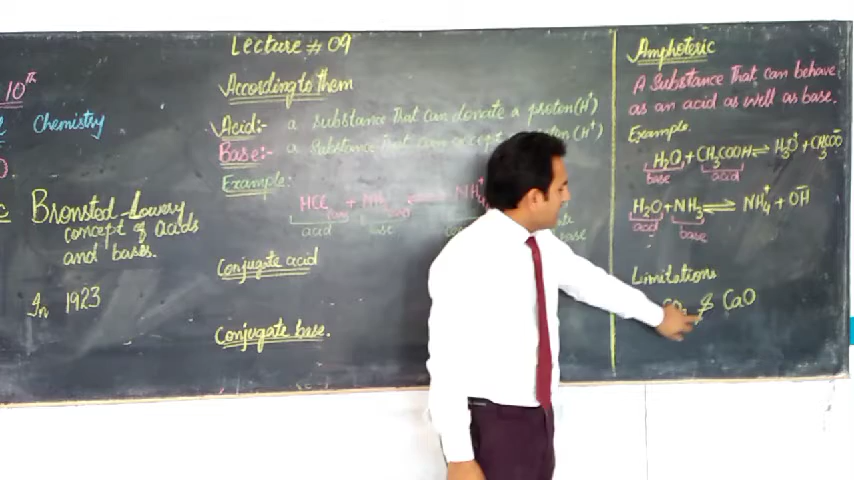 10th
Chemistry
Bronsted-Lowery
concept of acids
and bases.
In 1923
Lecture # 09
According to them
Acid:- a substance that can donate a proton (H⁺)
Base:- a substance that can accept a proton (H⁺)
Example:
HCl + NH₃ NH₄⁺
acid base
Conjugate acid
Conjugate base.
Amphoteric
A Substance That can behave
as an acid as well as base.
Example.
H₂O + CH₃COOH ⇌ H₃O⁺ + CH₃COO⁻
base acid
H₂O + NH₃ ⇌ NH₄⁺ + OH⁻
acid base
Limitations
& CaO